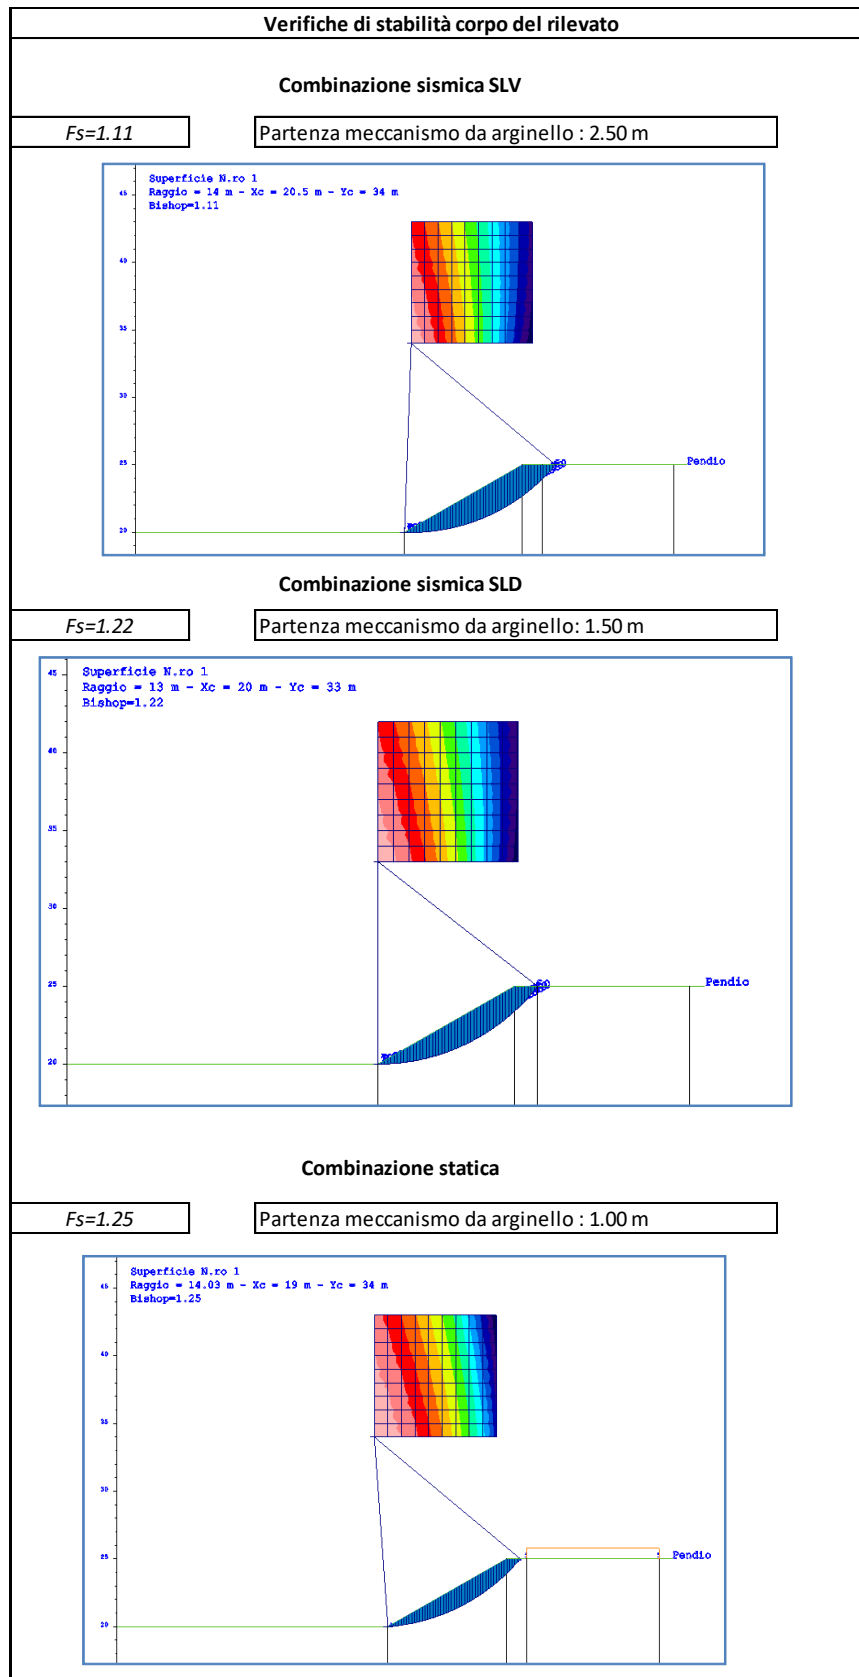 Verifiche di stabilità corpo del rilevato
Combinazione sismica SLV
Fs=1.11
Partenza meccanismo da arginello : 2.50 m
Superficie N.ro 1
Raggio = 14 m - Xc = 20.5 m - Yc = 34 m
Bishop=1.11
45
40
35
30
25
Pendio
20
Combinazione sismica SLD
Fs=1.22
Partenza meccanismo da arginello: 1.50 m
45
Superficie N.ro 1
Raggio = 13 m - Xc = 20 m - Yc = 33 m
Bishop=1.22
40
35
30
25
Pendio
20
Combinazione statica
Fs=1.25
Partenza meccanismo da arginello : 1.00 m
Superficie N.ro 1
Raggio = 14.03 m - Xc = 19 m - Yc = 34 m
Bishop=1.25
45
40
35
30
25
Pendio
20